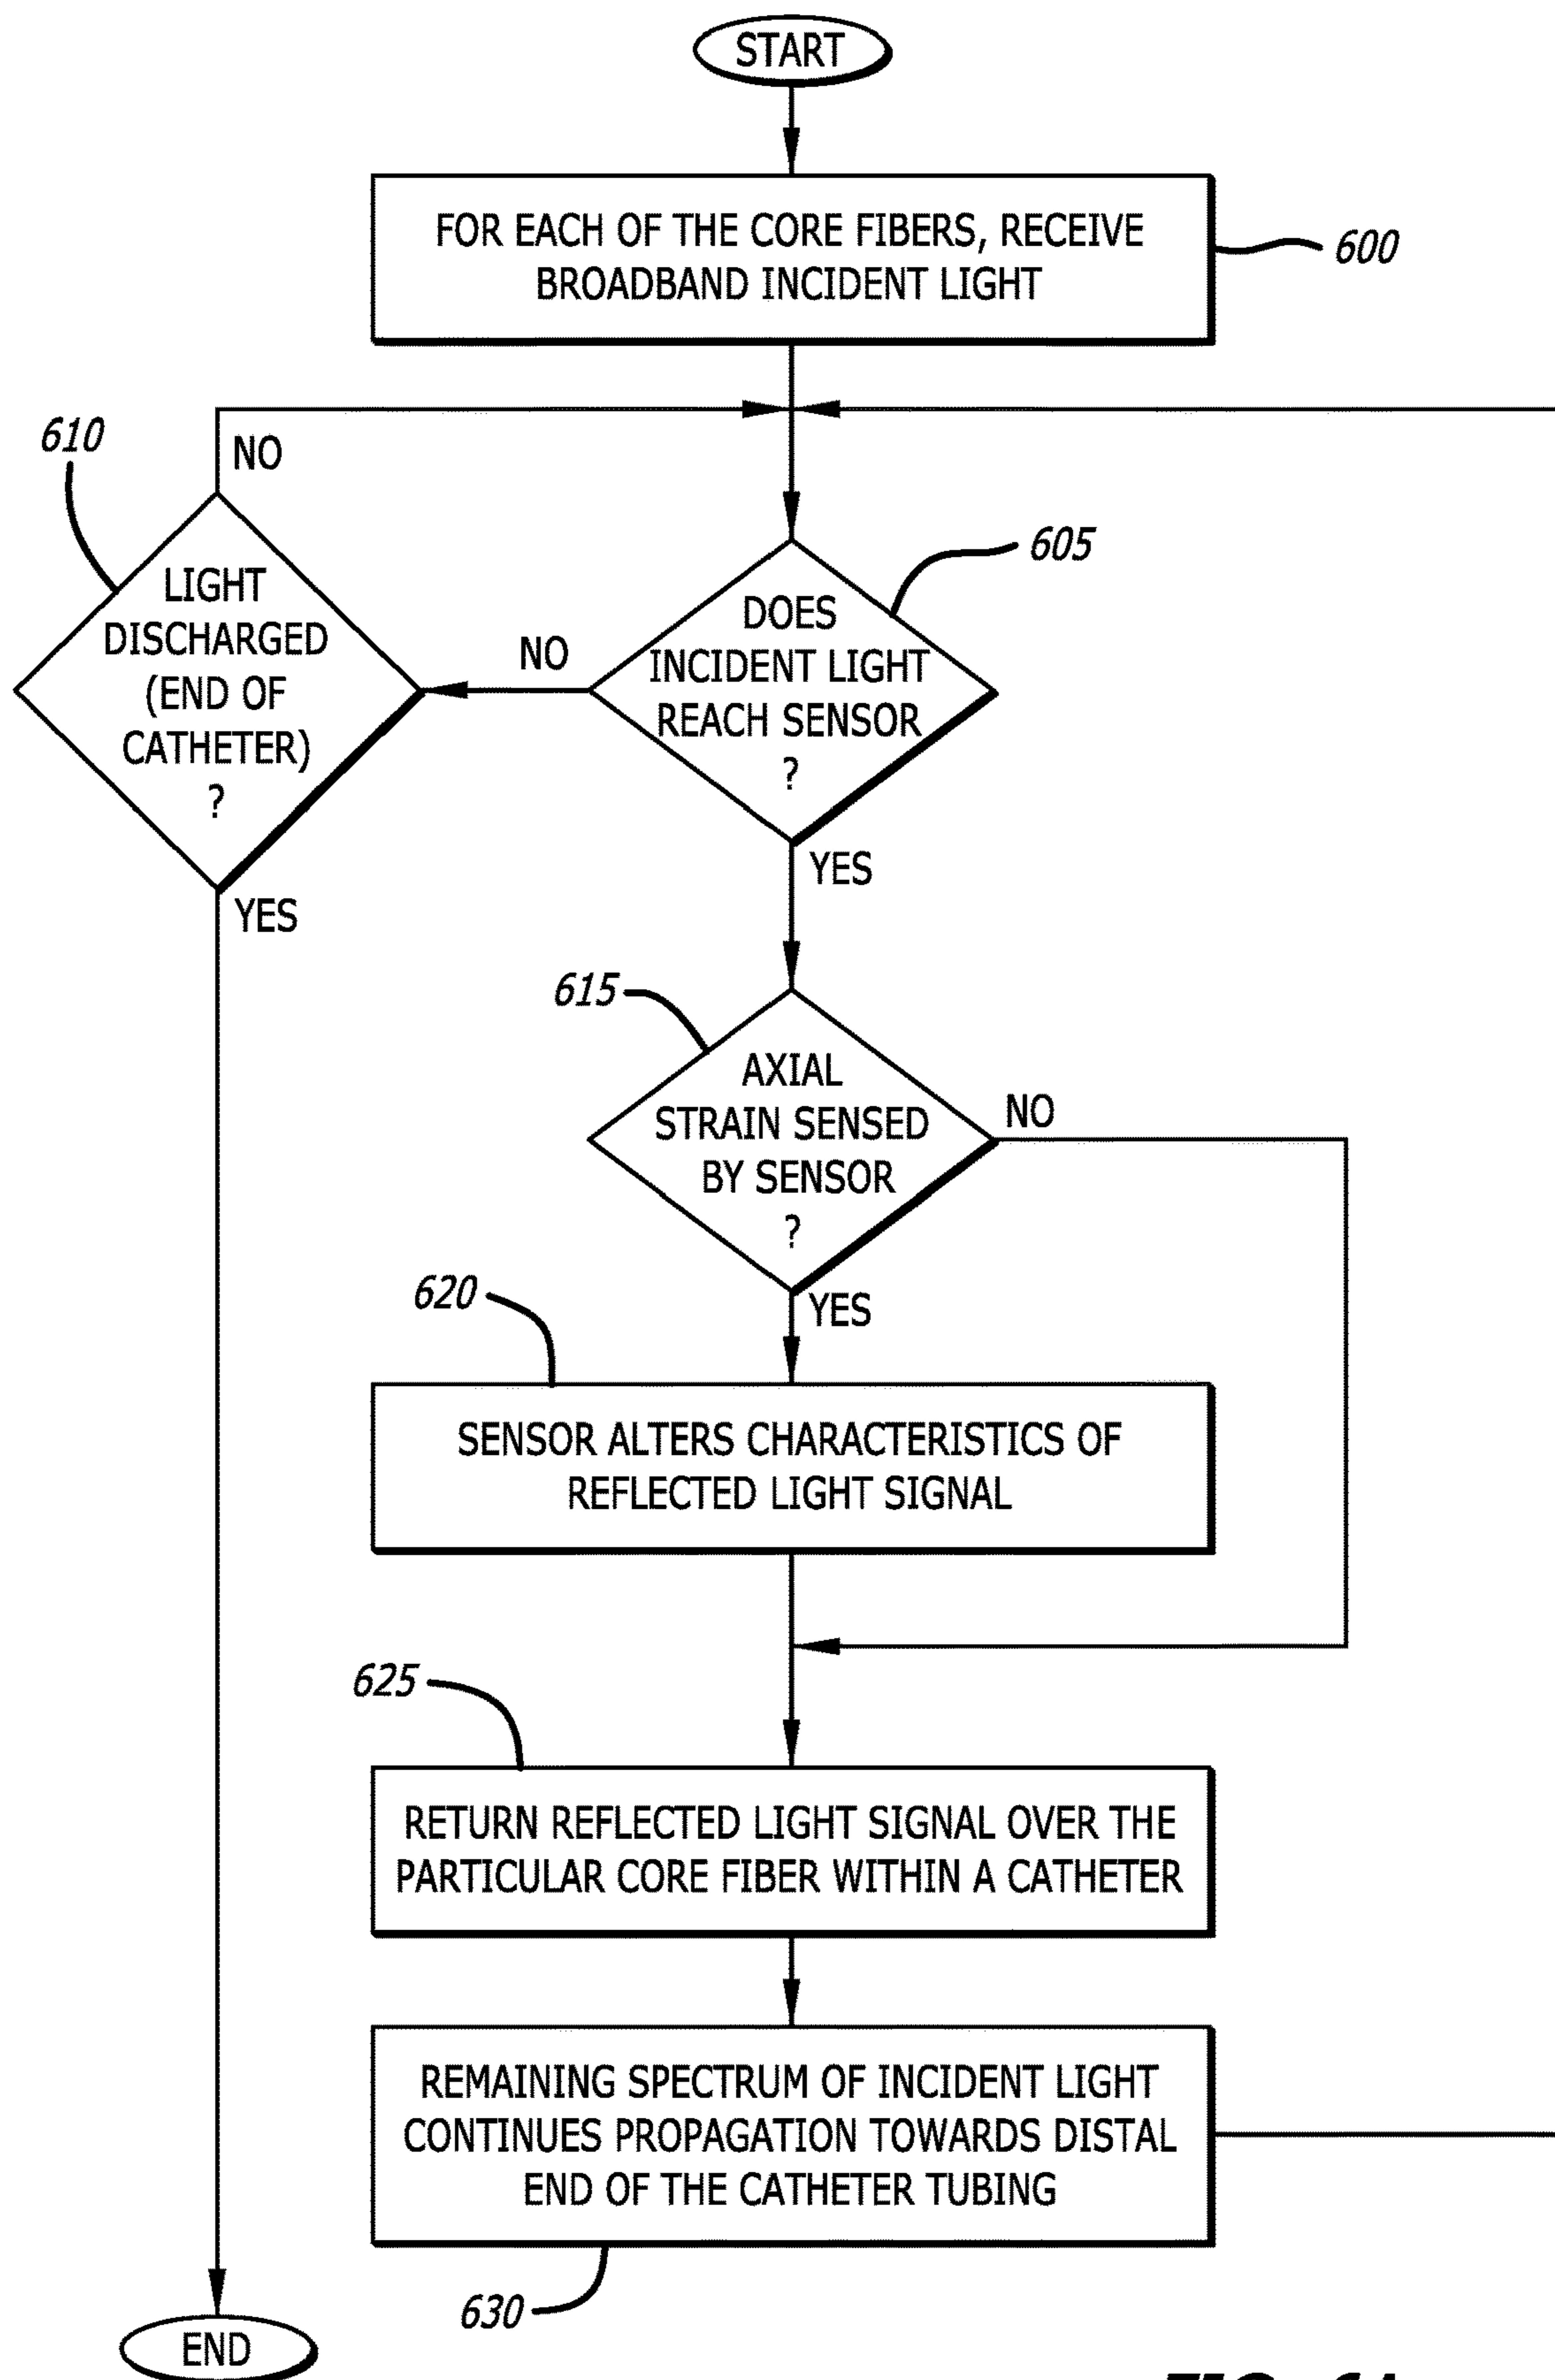 START
FOR EACH OF THE CORE FIBERS, RECEIVE
BROADBAND INCIDENT LIGHT
600
610
NO
605
LIGHT
DISCHARGED
(END OF
CATHETER)
?
NO
DOES
INCIDENT LIGHT
REACH SENSOR
?
YES
YES
615
AXIAL
STRAIN SENSED
BY SENSOR
?
NO
YES
620
SENSOR ALTERS CHARACTERISTICS OF
REFLECTED LIGHT SIGNAL
625
RETURN REFLECTED LIGHT SIGNAL OVER THE
PARTICULAR CORE FIBER WITHIN A CATHETER
REMAINING SPECTRUM OF INCIDENT LIGHT
CONTINUES PROPAGATION TOWARDS DISTAL
END OF THE CATHETER TUBING
630
END